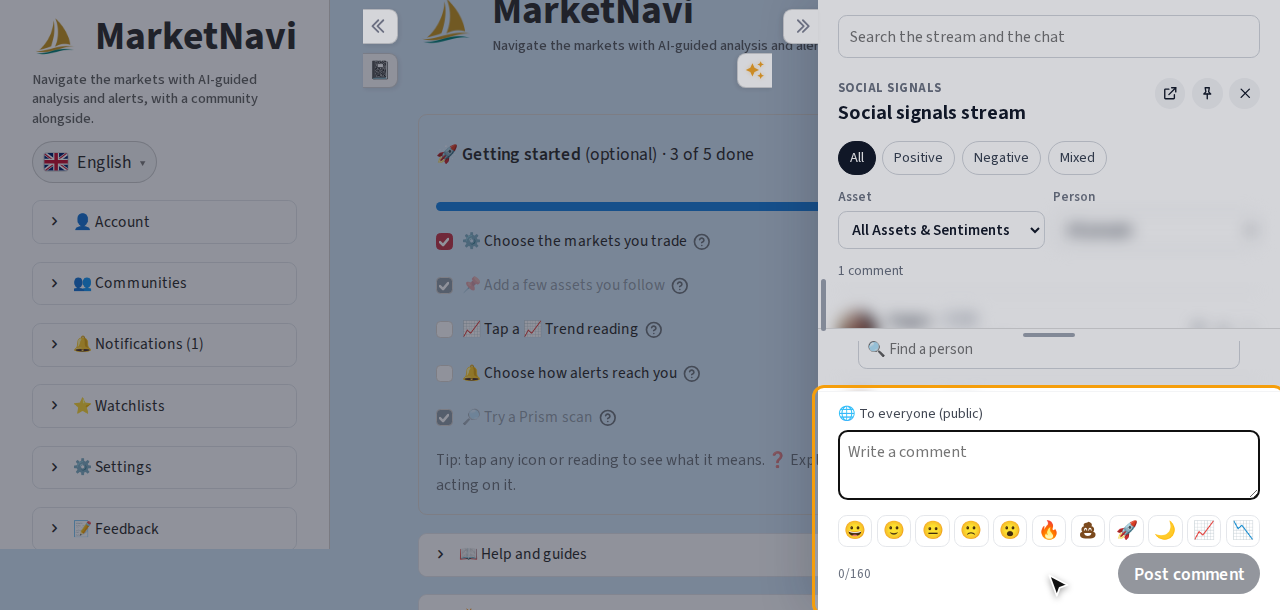 MarketNavi
Navigate the markets with AI-guided
analysis and alerts, with a community
alongside.
English
Account
Communities
Notifications (1)
Watchlists
Settings
Feedback
MarketNavi
Navigate the markets with AI-guided analysis and
Getting started (optional) · 3 of 5 done
Choose the markets you trade
Add a few assets you follow
Tap a Trend reading
Choose how alerts reach you
Try a Prism scan
Tip: tap any icon or reading to see what it means.
acting on it.
Help and guides
Search the stream and the chat
SOCIAL SIGNALS
Social signals stream
All
Positive
Negative
Mixed
Asset
Person
All Assets & Sentiments
1 comment
Find a person
To everyone (public)
Write a comment
0/160
Post comment